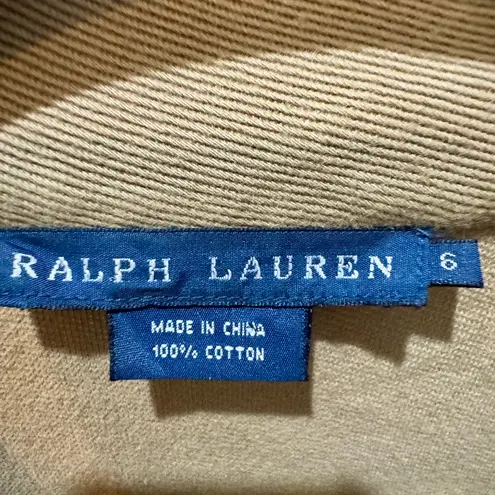 RALPH LAUREN 6
MADE IN CHINA
100% COTTON